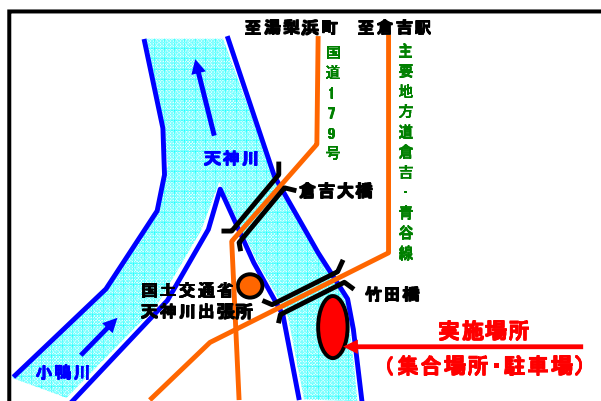 至湯梨浜町
至倉吉駅
国道179号
主要地方道倉吉・青谷線
天神川
倉吉大橋
国土交通省
天神川出張所
竹田橋
実施場所
(集合場所・駐車場)
小鴨川